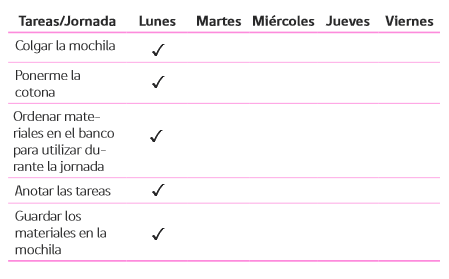 Tareas/Jornada Lunes Martes Miércoles Jueves Viernes
Colgar la mochila ✓
Ponerme la
cotona ✓
Ordenar mate-
riales en el banco
para utilizar du- ✓
rante la jornada
Anotar las tareas ✓
Guardar los
materiales en la ✓
mochila